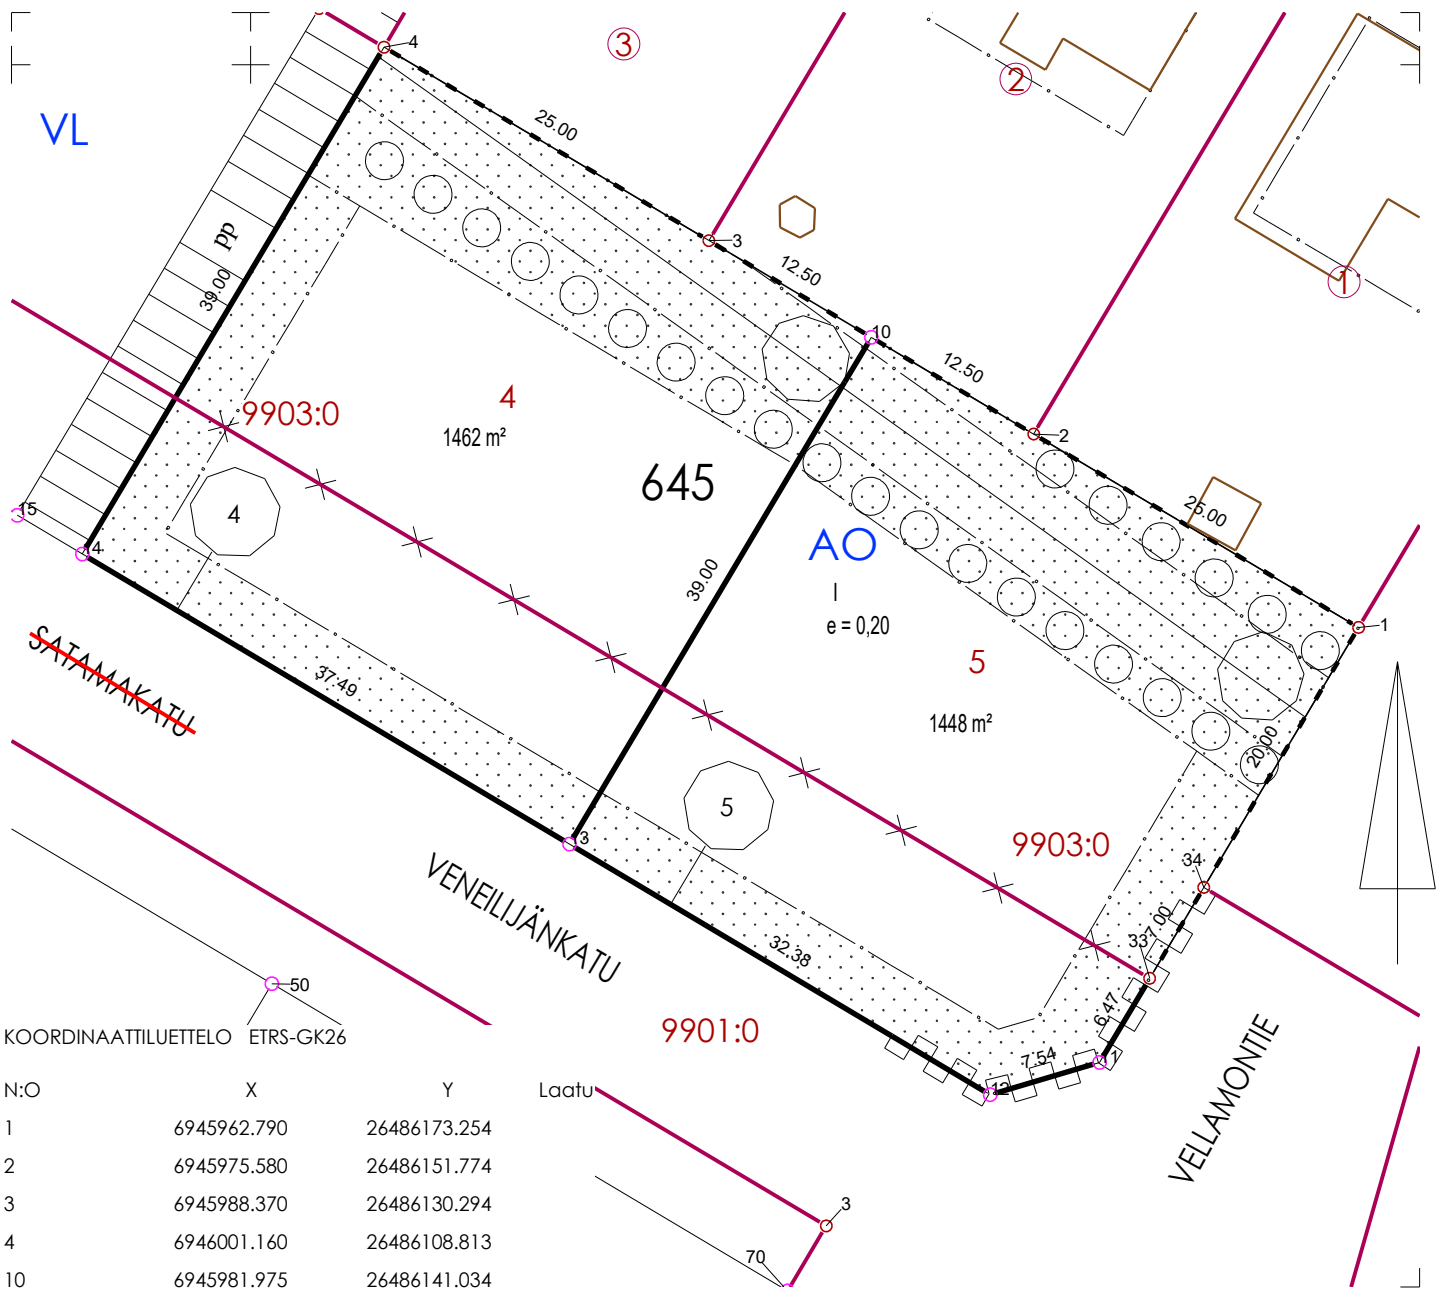 4
3
2
25.00
VL
1
pp
3
12.50
10
39.00
12.50
4
9903:0
2
1462 m²
645
25.00
15
4
AO
14
39.00
I
e = 0,20
1
SATAMAKATU
5
37.49
1448 m²
20.00
5
13
9903:0
34
VENEILIJÄNKATU
7.00
33
32.38
50
6.47
9901:0
7.54
11
12
VELLAMONTIE
KOORDINAATTILUETTELO ETRS-GK26
N:O X Y Laatu
1 6945962.790 26486173.254
2 6945975.580 26486151.774
3 6945988.370 26486130.294
4 6946001.160 26486108.813
10 6945981.975 26486141.034
3
70